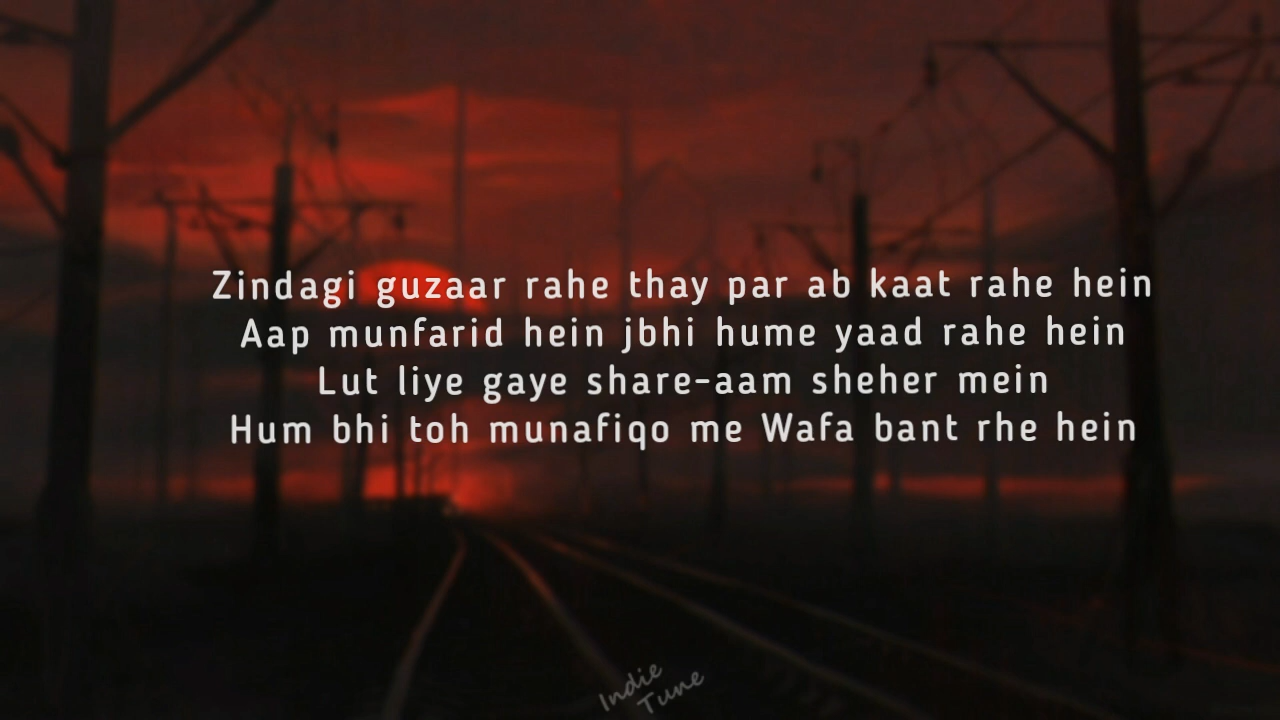 Zindagi guzaar rahe thay par ab kaat rahe hein
Aap munfarid hein jbhi hume yaad rahe hein
Lut liye gaye share-aam sheher mein
Hum bhi toh munafiqo me Wafa bant rhe hein
Indie
Tune